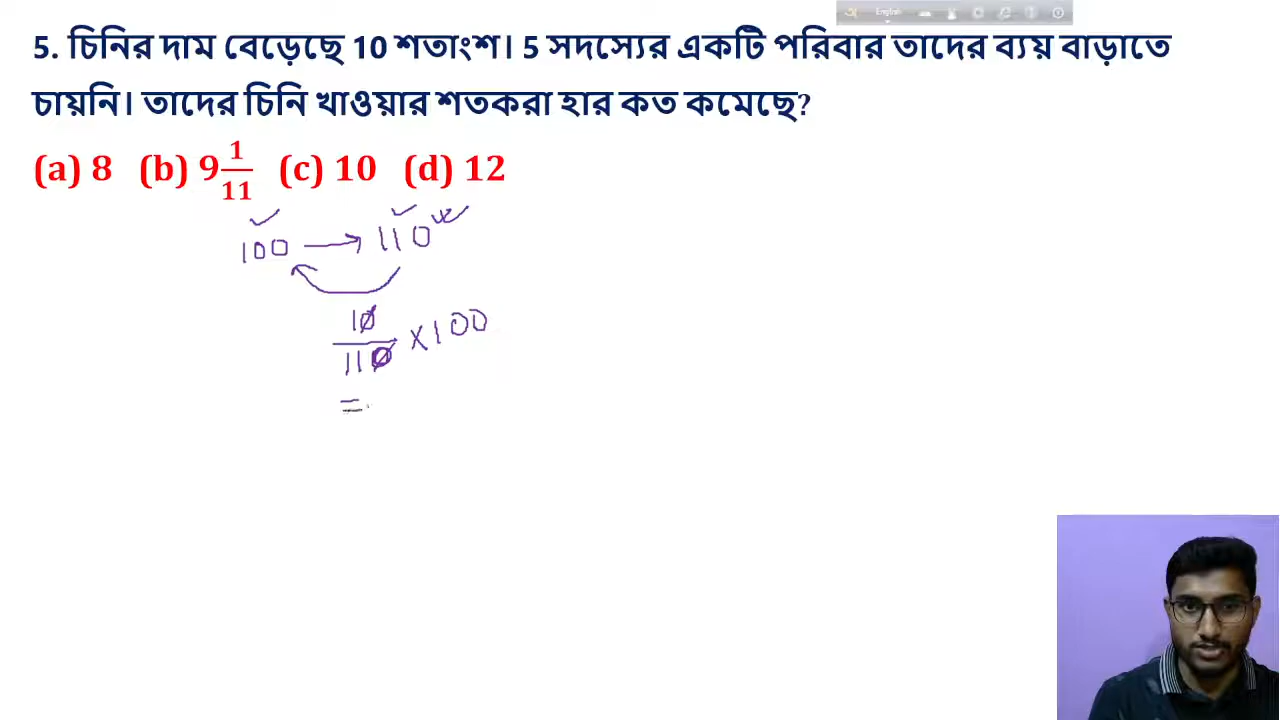 English
5. চিনির দাম বেড়েছে 10 শতাংশ। 5 সদস্যের একটি পরিবার তাদের ব্যয় বাড়াতে
চায়নি। তাদের চিনি খাওয়ার শতকরা হার কত কমেছে?
(a) 8 (b) 9 1/11 (c) 10 (d) 12
100 → 110
10/110 × 100
=